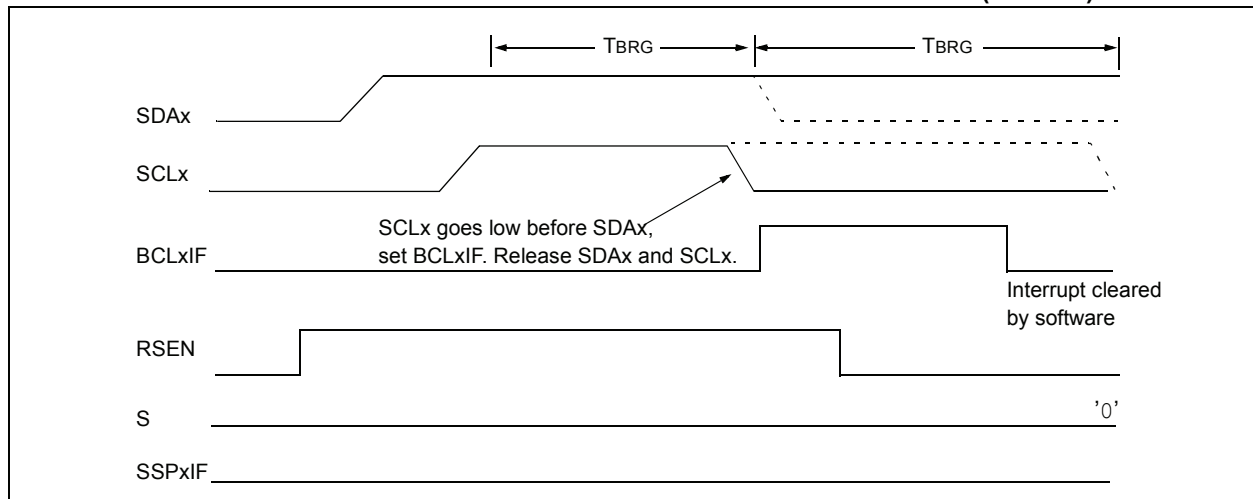 TBRG
TBRG
SDAx
SCLx
SCLx goes low before SDAx,
set BCLxIF. Release SDAx and SCLx.
BCLxIF
Interrupt cleared
by software
RSEN
S
'0'
SSPxIF